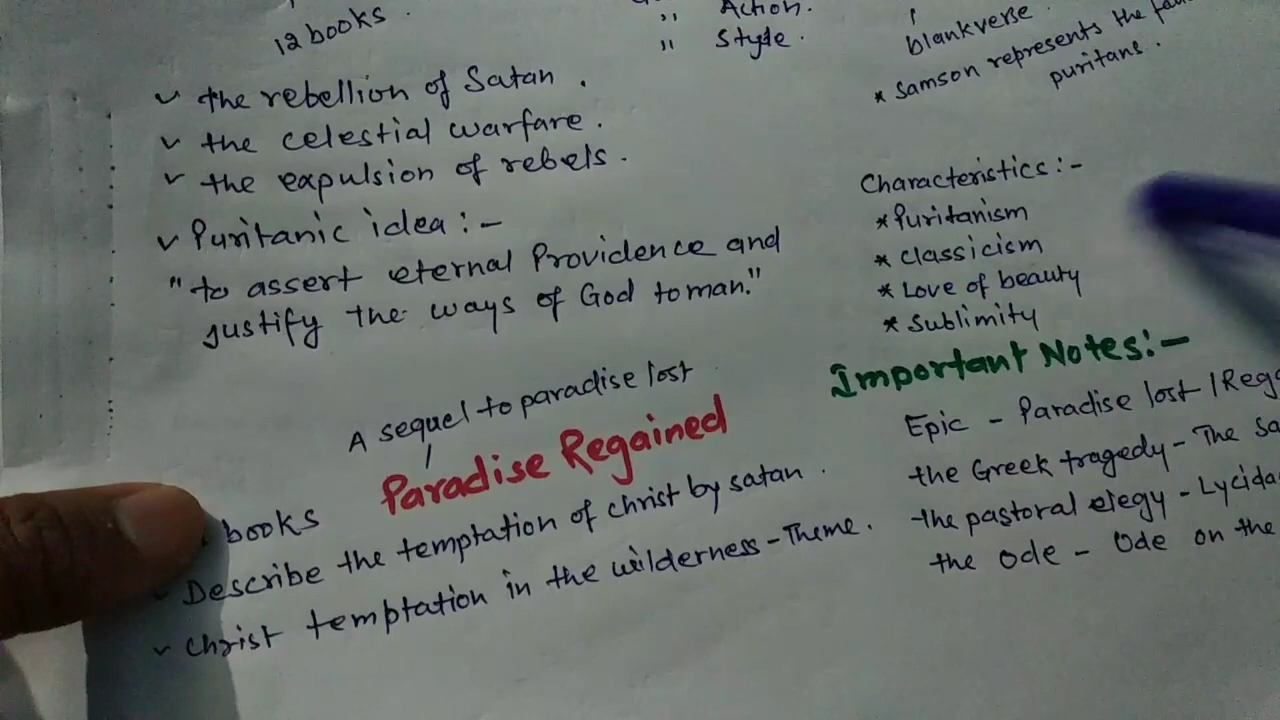 12 books.
,, Action.
,, Style.
blankverse.
* Samson represents the
puritans.
the rebellion of Satan.
the celestial warfare.
the expulsion of rebels.
Puritanic idea:-
"to assert eternal Providence and
justify the ways of God to man."
Characteristics:-
* Puritanism
* classicism
* Love of beauty
* Sublimity
A sequel to paradise lost
Paradise Regained
books
Describe the temptation of christ by satan.
christ temptation in the wilderness - Theme.
Important Notes:-
Epic - Paradise lost /
the Greek tragedy - The
the pastoral elegy -
the Ode - Ode on the